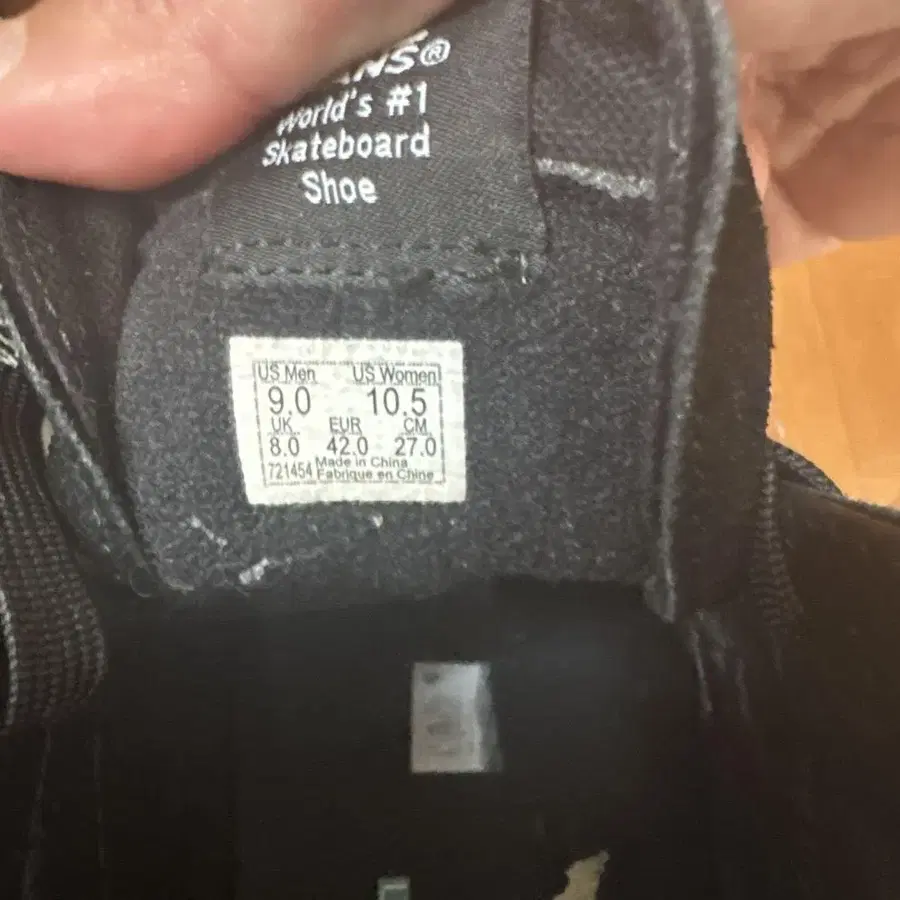 VANS®
World's #1
Skateboard
Shoe
US Men US Women
9.0 10.5
UK EUR CM
8.0 42.0 27.0
721454 Made in China
Fabrique en Chine